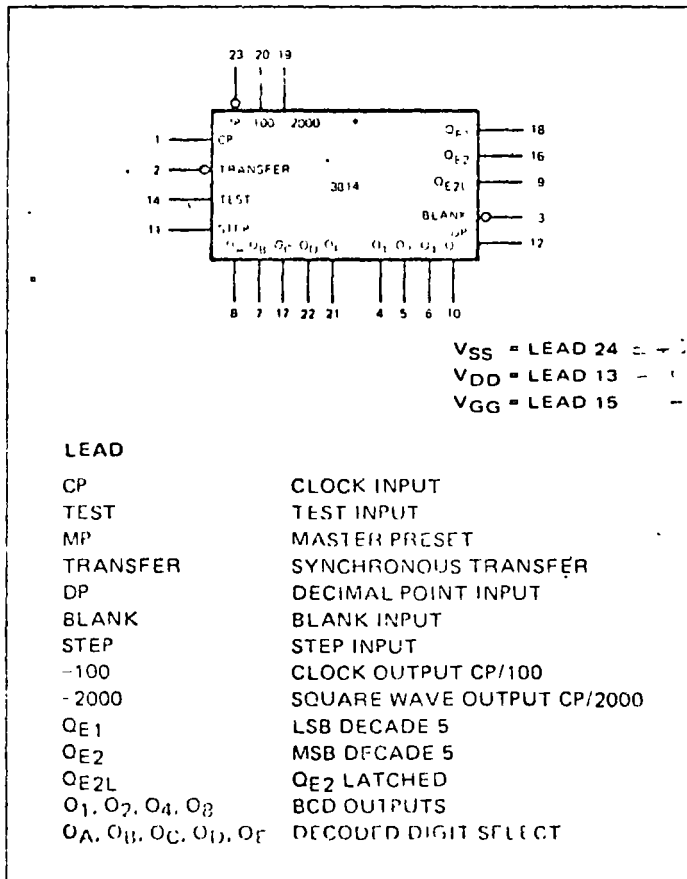 23 20 19
100 2000
1 CP QE1 18
2 TRANSFER QE2 16
3814 QE2L 9
14 TEST
BLANK 3
STEP 12
8 7 17 22 21 4 5 6 10
VSS = LEAD 24
VDD = LEAD 13
VGG = LEAD 15
LEAD
CP CLOCK INPUT
TEST TEST INPUT
MP MASTER PRESET
TRANSFER SYNCHRONOUS TRANSFER
DP DECIMAL POINT INPUT
BLANK BLANK INPUT
STEP STEP INPUT
-100 CLOCK OUTPUT CP/100
-2000 SQUARE WAVE OUTPUT CP/2000
QE1 LSB DECADE 5
QE2 MSB DECADE 5
QE2L QE2 LATCHED
O1, O2, O4, O8 BCD OUTPUTS
OA, OB, OC, OD, OE DECODED DIGIT SELECT